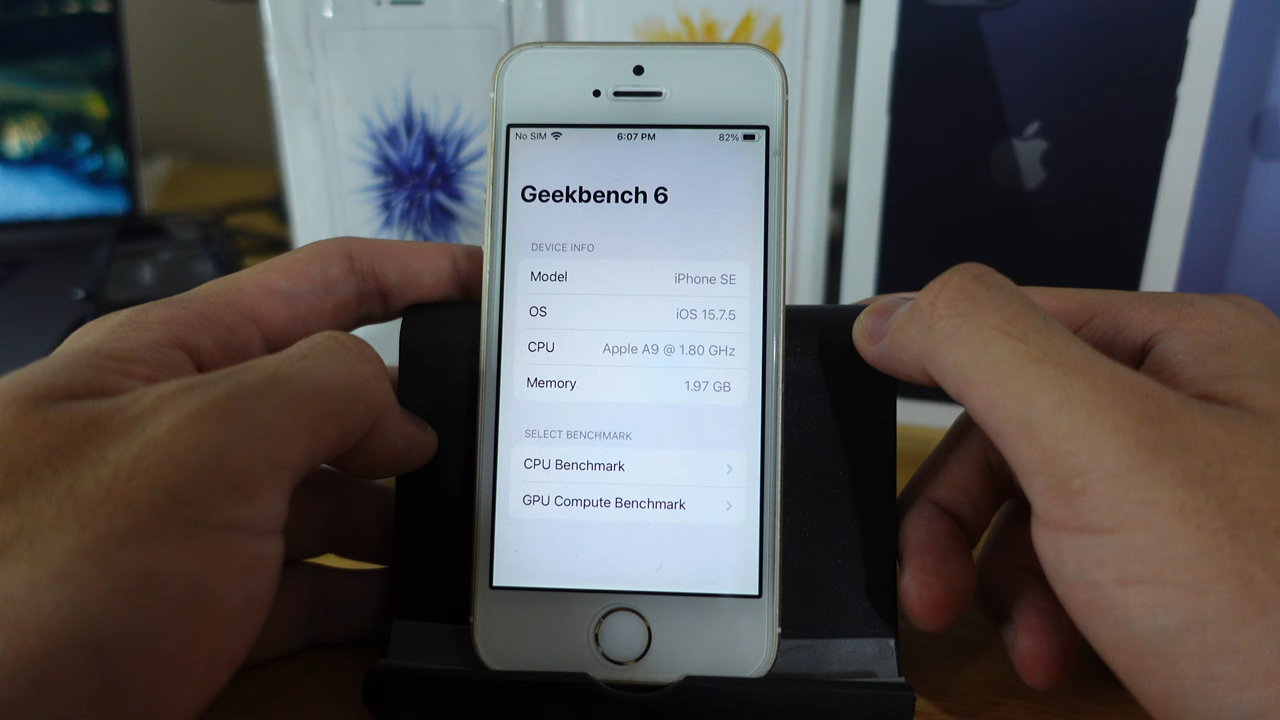 No SIM 6:07 PM 82%
Geekbench 6
DEVICE INFO
Model iPhone SE
OS iOS 15.7.5
CPU Apple A9 @ 1.80 GHz
Memory 1.97 GB
SELECT BENCHMARK
CPU Benchmark
GPU Compute Benchmark